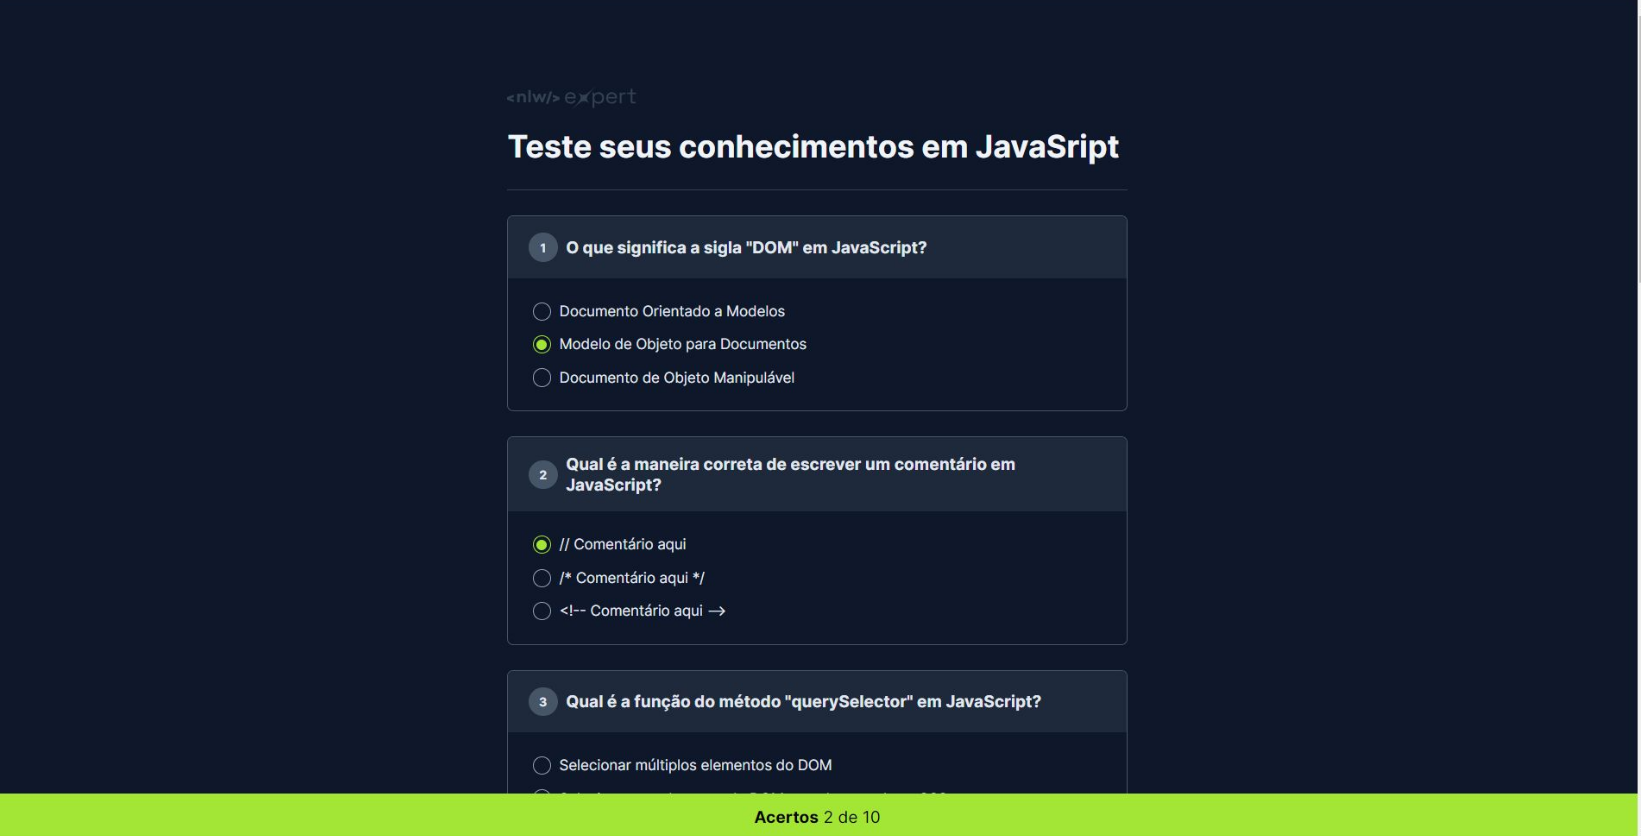 <nlw/> expert
Teste seus conhecimentos em JavaSript
1 O que significa a sigla "DOM" em JavaScript?
Documento Orientado a Modelos
Modelo de Objeto para Documentos
Documento de Objeto Manipulável
2 Qual é a maneira correta de escrever um comentário em
JavaScript?
// Comentário aqui
/* Comentário aqui */
<!-- Comentário aqui -->
3 Qual é a função do método "querySelector" em JavaScript?
Selecionar múltiplos elementos do DOM
Acertos 2 de 10